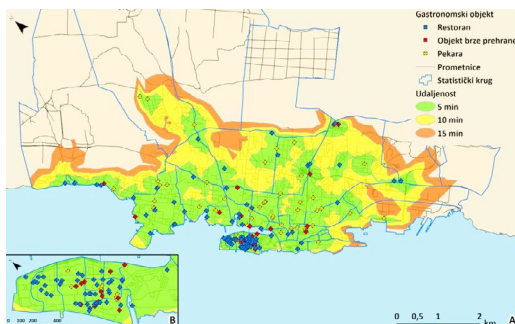 Gastronomski objekt
Restoran
Objekt brze prehrane
Pekara
Prometnice
Statistički krug
Udaljenost
5 min
10 min
15 min
0 0,5 1 2
km
A
B
0 100 200 400